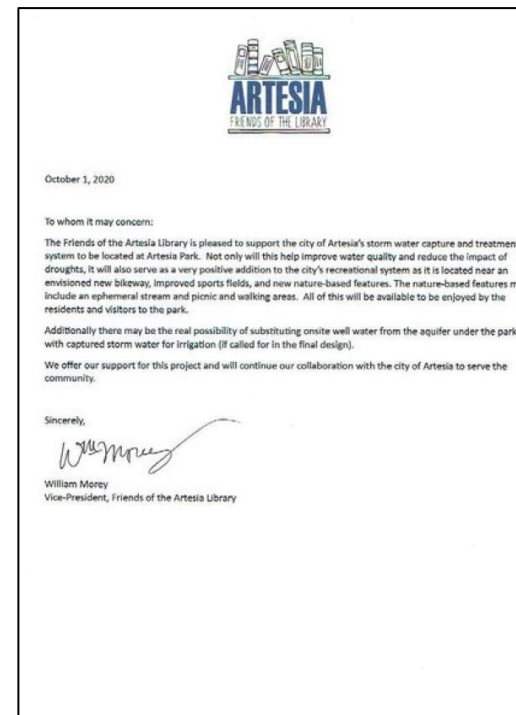 ARTESIA
FRIENDS OF THE LIBRARY
October 1, 2020
To whom it may concern:
The Friends of the Artesia Library is pleased to support the city of Artesia's storm water capture and treatmen
system to be located at Artesia Park. Not only will this help improve water quality and reduce the impact of
droughts, it will also serve as a very positive addition to the city's recreational system as it is located near an
envisioned new bikeway, improved sports fields, and new nature-based features. The nature-based features m
include an ephemeral stream and picnic and walking areas. All of this will be available to be enjoyed by the
residents and visitors to the park.
Additionally there may be the real possibility of substituting onsite well water from the aquifer under the park
with captured storm water for irrigation (if called for in the final design).
We offer our support for this project and will continue our collaboration with the city of Artesia to serve the
community.
Sincerely,
Wm Morey
William Morey
Vice-President, Friends of the Artesia Library